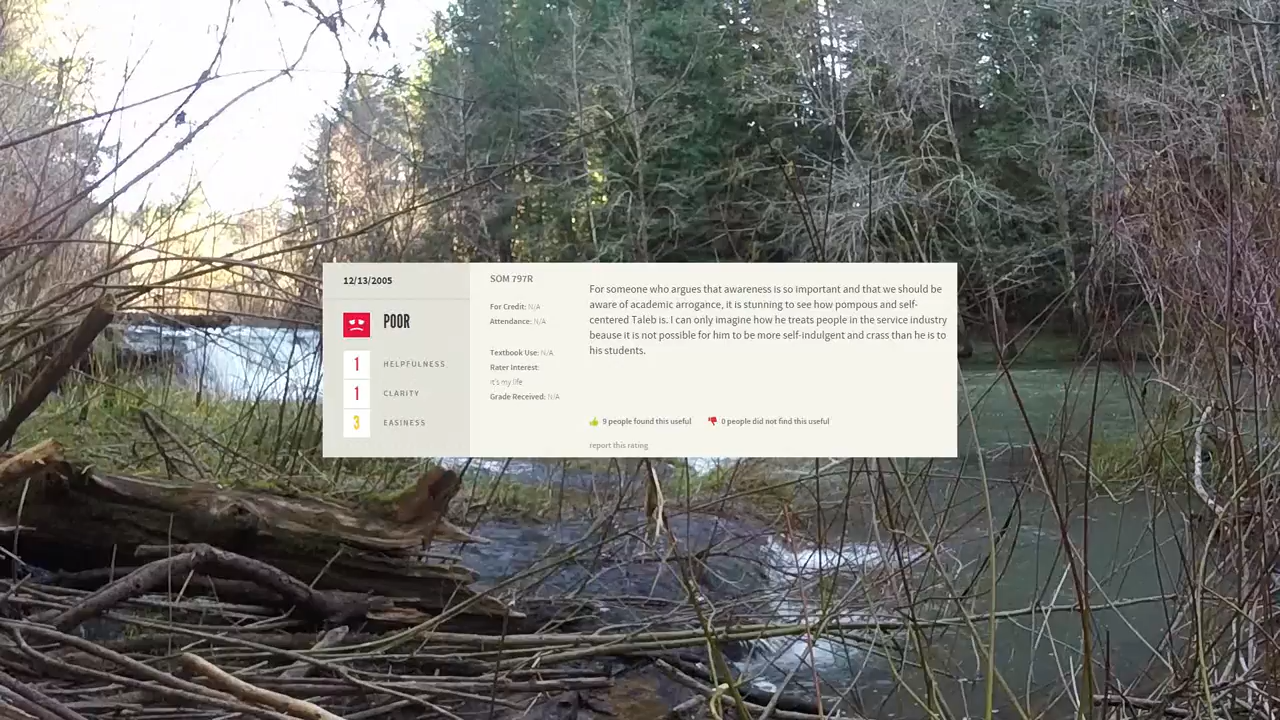 12/13/2005
POOR
1 HELPFULNESS
1 CLARITY
3 EASINESS
SOM 797R
For Credit: N/A
Attendance: N/A
Textbook Use: N/A
Rater Interest:
It's my life
Grade Received: N/A
For someone who argues that awareness is so important and that we should be
aware of academic arrogance, it is stunning to see how pompous and self-
centered Taleb is. I can only imagine how he treats people in the service industry
beause it is not possible for him to be more self-indulgent and crass than he is to
his students.
9 people found this useful 0 people did not find this useful
report this rating